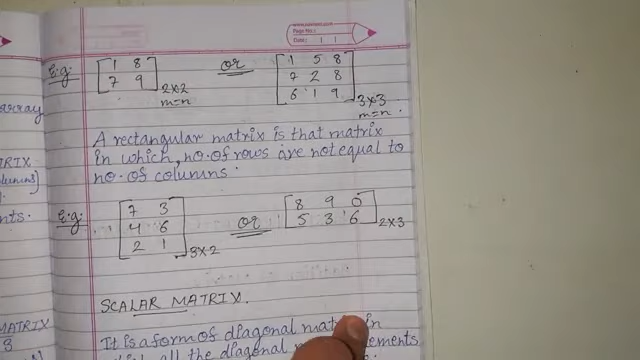 Page No.:
Date:
E.g: [1 8
7 9] 2×2
m=n
or
[1 5 8
7 2 8
6 1 9] 3×3
m=n.
array
A rectangular matrix is that matrix
in which, no. of rows are not equal to
no. of columns.
E.g: [7 3
4 6
2 1] 3×2
or
[8 9 0
5 3 6] 2×3
SCALAR MATRIX.
It is a form of diagonal in
all the diagonal